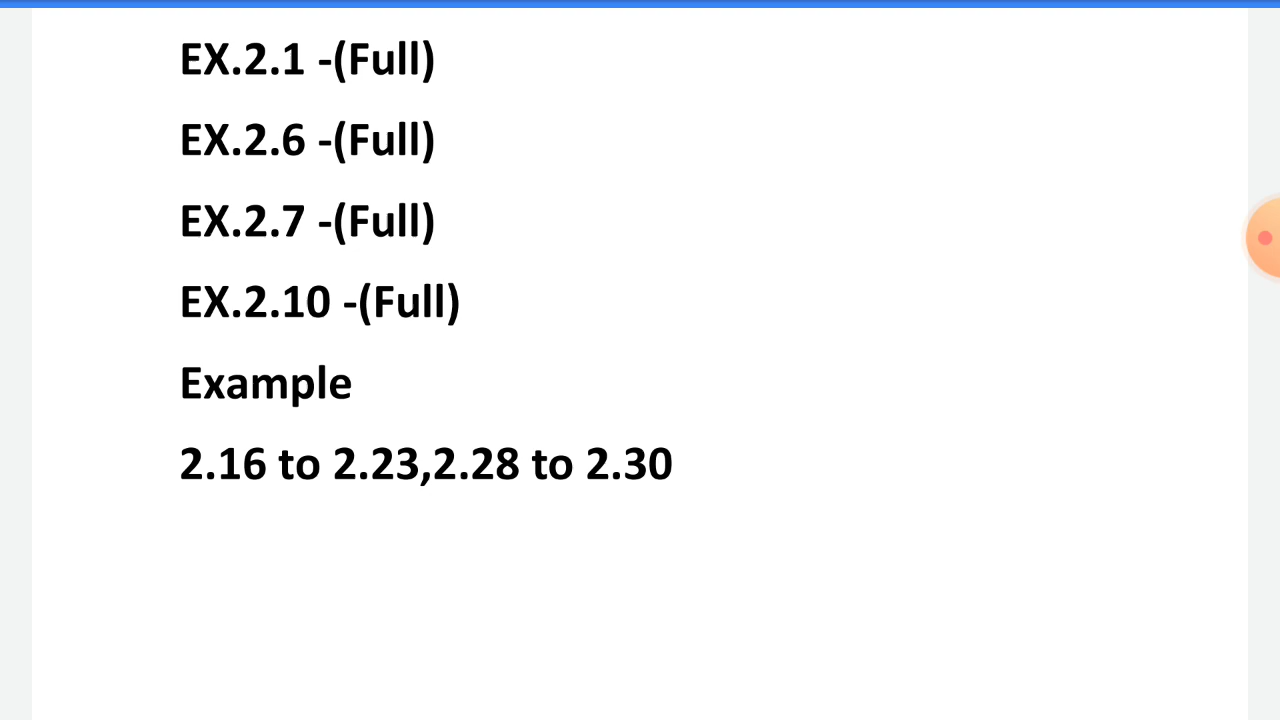 EX.2.1 -(Full)
EX.2.6 -(Full)
EX.2.7 -(Full)
EX.2.10 -(Full)
Example
2.16 to 2.23,2.28 to 2.30